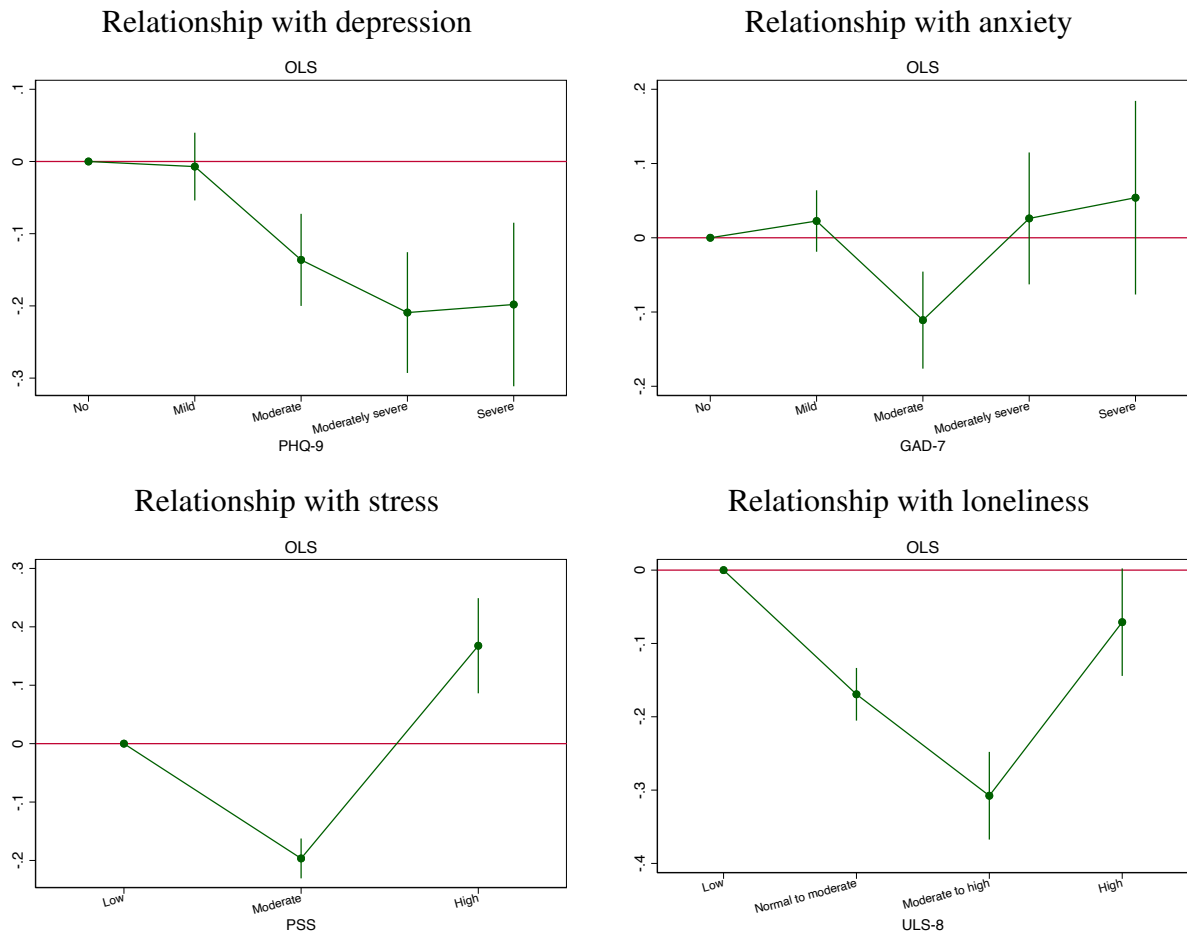 Relationship with depression
OLS
.1
0
-.1
-.2
-.3
No
Mild
Moderate
Moderately severe
Severe
PHQ-9
Relationship with anxiety
OLS
.2
.1
0
-.1
-.2
No
Mild
Moderate
Moderately severe
Severe
GAD-7
Relationship with stress
OLS
.3
.2
.1
0
-.1
-.2
Low
Moderate
High
PSS
Relationship with loneliness
OLS
0
-.1
-.2
-.3
-.4
Low
Normal to moderate
Moderate to high
High
ULS-8